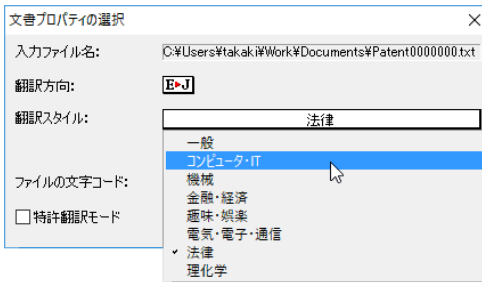 文書プロパティの選択
入力ファイル名: C:¥Users¥takaki¥Work¥Documents¥Patent0000000.txt
翻訳方向: E▸J
翻訳スタイル: 法律
一般
コンピュータ・IT
機械
ファイルの文字コード:
金融・経済
趣味・娯楽
特許翻訳モード
電気・電子・通信
✓ 法律
理化学